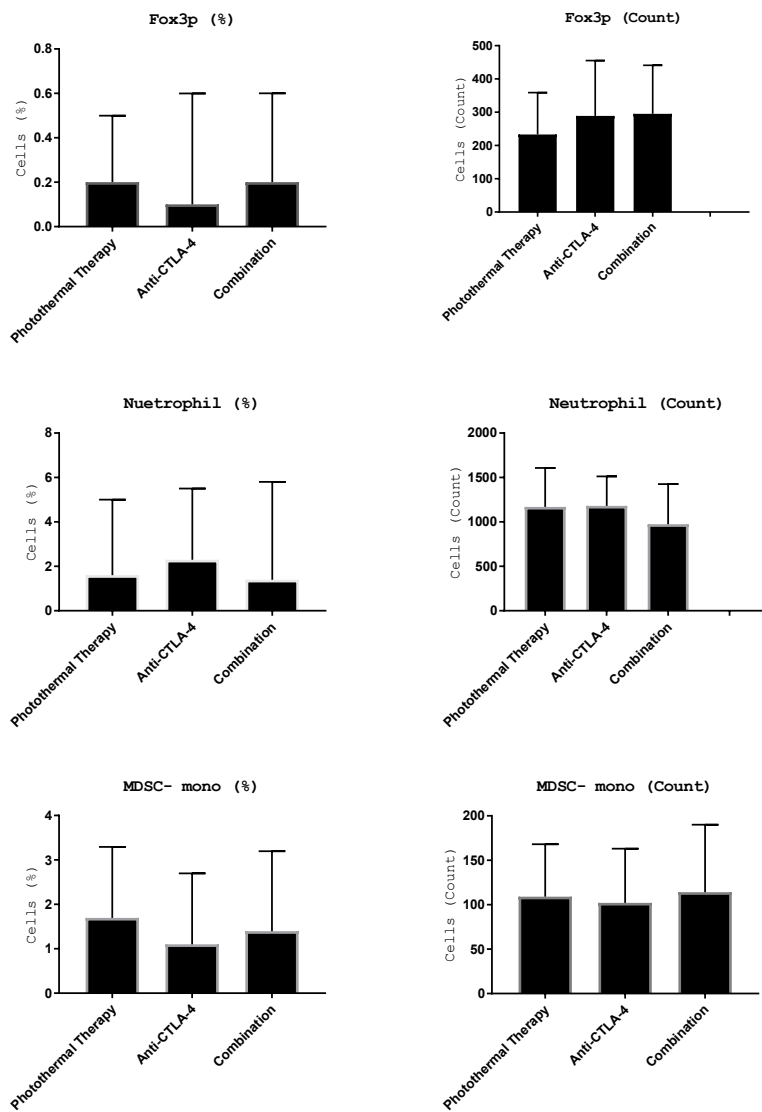 Fox3p (%)
Cells (%)
0.8
0.6
0.4
0.2
0.0
Photothermal Therapy
Anti-CTLA-4
Combination
Fox3p (Count)
Cells (Count)
500
400
300
200
100
0
Photothermal Therapy
Anti-CTLA-4
Combination
Nuetrophil (%)
Cells (%)
8
6
4
2
0
Photothermal Therapy
Anti-CTLA-4
Combination
Neutrophil (Count)
Cells (Count)
2000
1500
1000
500
0
Photothermal Therapy
Anti-CTLA-4
Combination
MDSC- mono (%)
Cells (%)
4
3
2
1
0
Photothermal Therapy
Anti-CTLA-4
Combination
MDSC- mono (Count)
Cells (Count)
200
150
100
50
0
Photothermal Therapy
Anti-CTLA-4
Combination